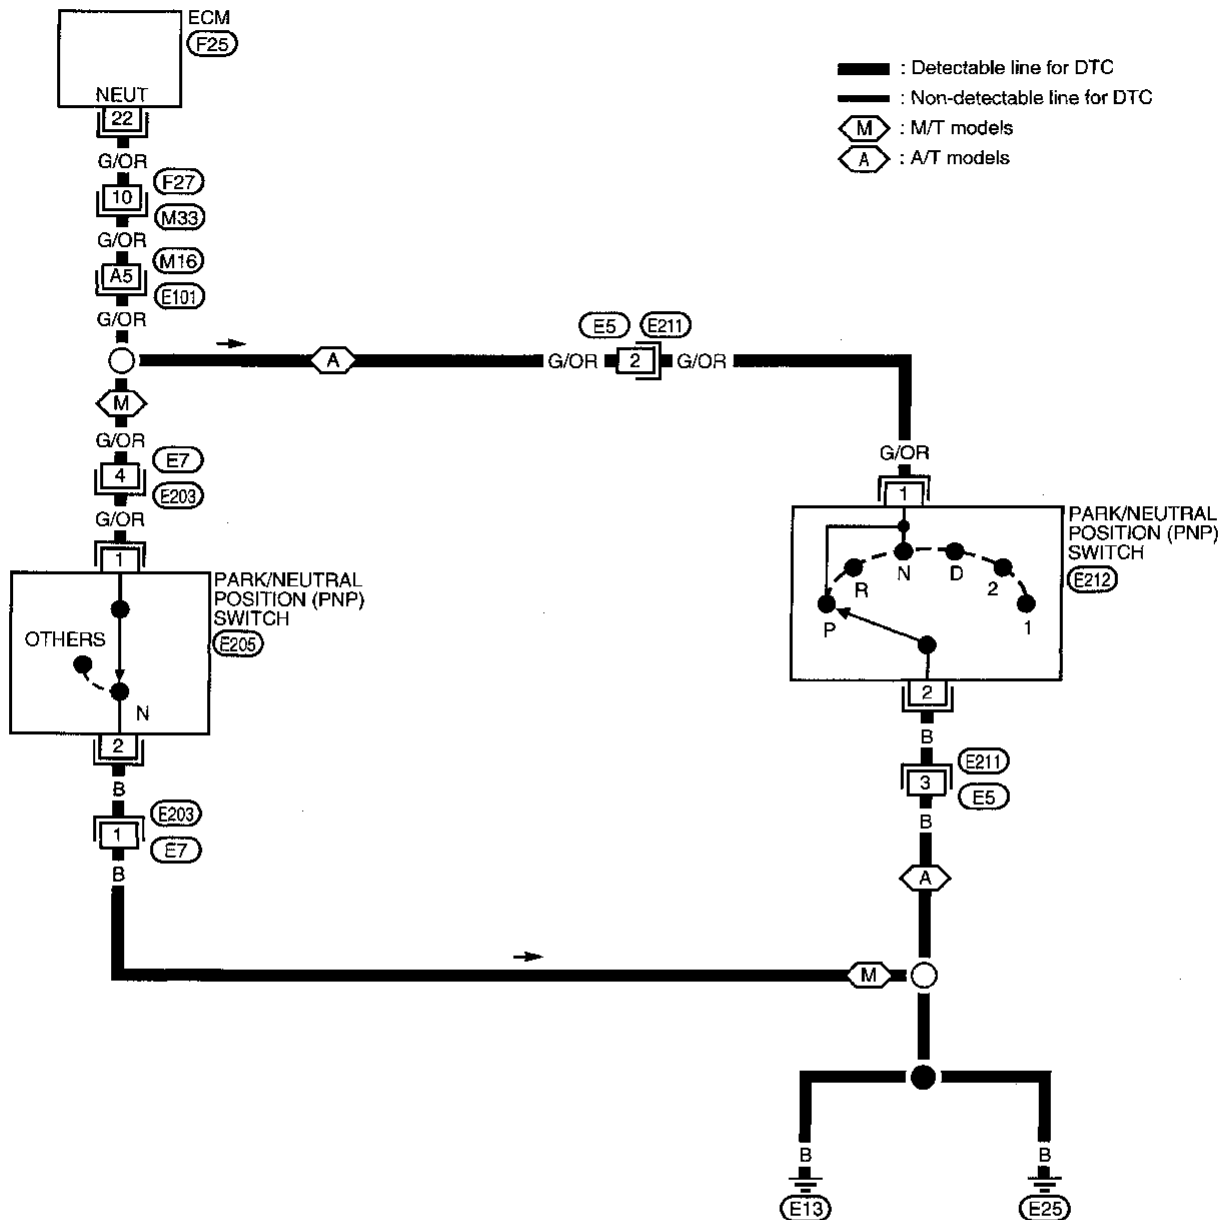 ECM
F25
NEUT
22
G/OR
10
F27
M33
G/OR
A5
M16
E101
G/OR
: Detectable line for DTC
: Non-detectable line for DTC
M : M/T models
A : A/T models
A
G/OR
E5
E211
2
G/OR
G/OR
1
M
G/OR
4
E7
E203
G/OR
1
PARK/NEUTRAL
POSITION (PNP)
SWITCH
E205
OTHERS
N
2
B
E203
1
E7
B
PARK/NEUTRAL
POSITION (PNP)
SWITCH
E212
P
R
N
D
2
1
2
B
E211
3
E5
B
A
M
B
E13
B
E25